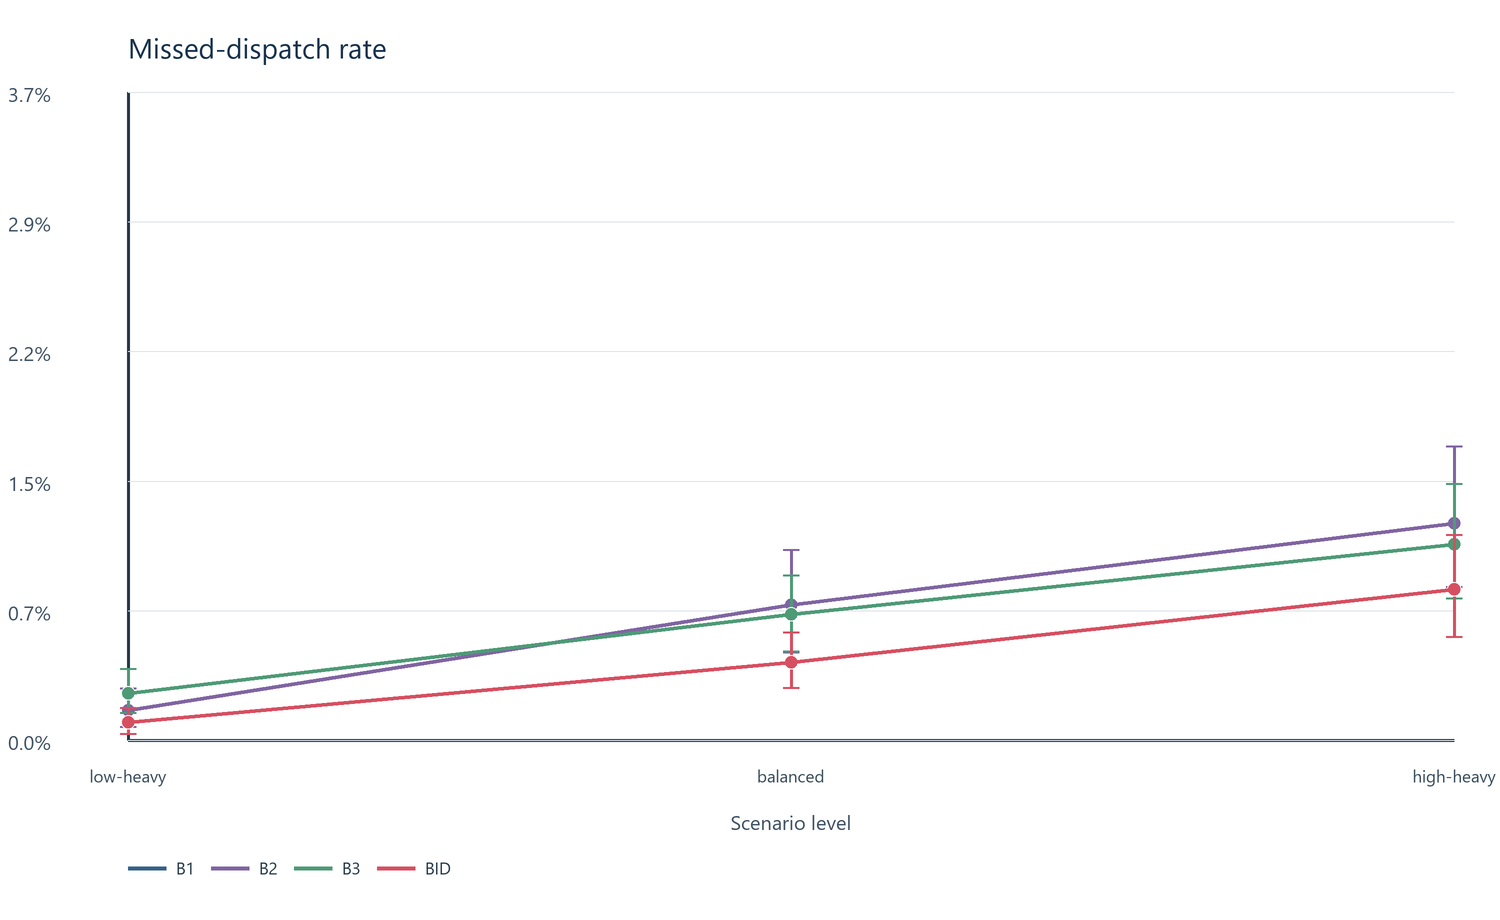 Missed-dispatch rate
3.7%
2.9%
2.2%
1.5%
0.7%
0.0%
low-heavy balanced high-heavy
Scenario level
B1 B2 B3 BID